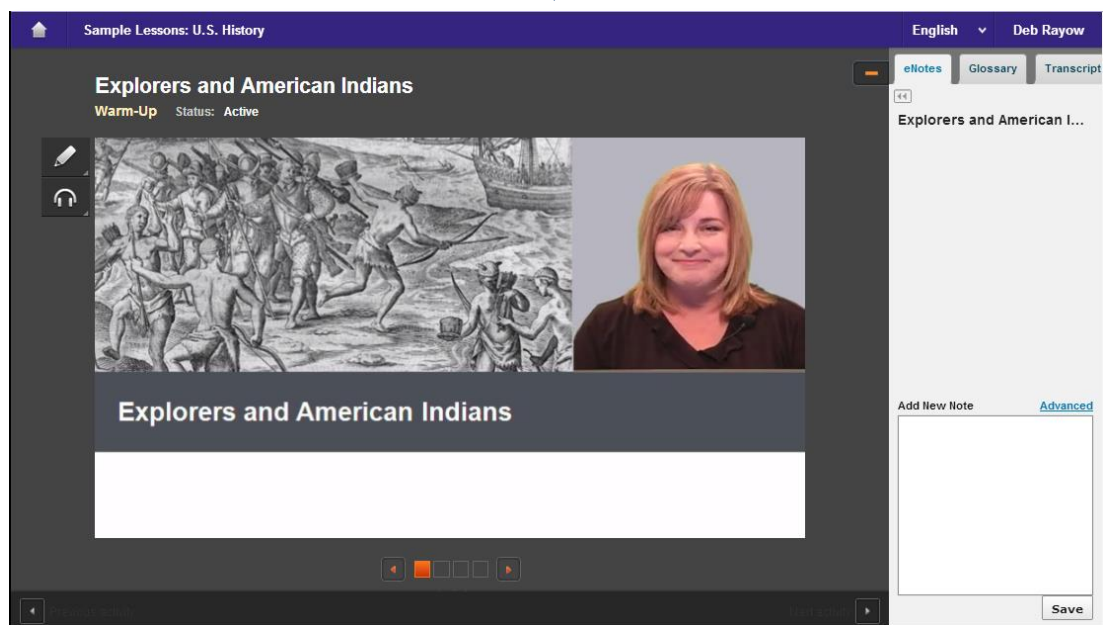 Sample Lessons: U.S. History English Deb Rayow
Explorers and American Indians
Warm-Up Status: Active
eNotes Glossary Transcript
Explorers and American I...
Explorers and American Indians
Add New Note Advanced
Save